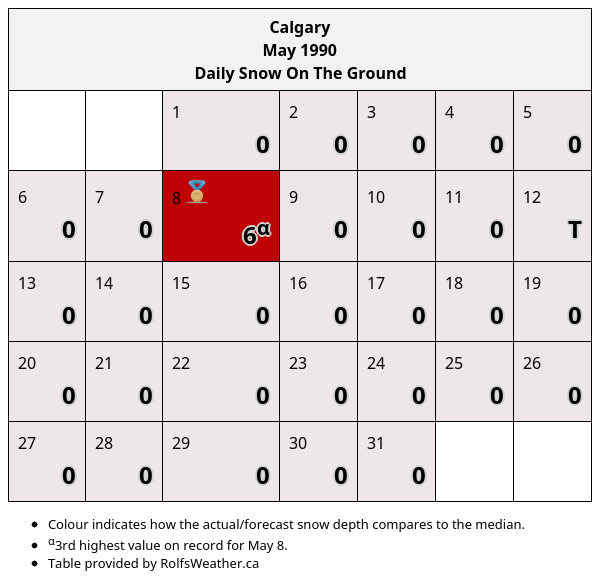 Calgary
May 1990
Daily Snow On The Ground
1 2 3 4 5
0 0 0 0 0
6 7 8 9 10 11 12
0 0 6α 0 0 0 T
13 14 15 16 17 18 19
0 0 0 0 0 0 0
20 21 22 23 24 25 26
0 0 0 0 0 0 0
27 28 29 30 31
0 0 0 0 0
• Colour indicates how the actual/forecast snow depth compares to the median.
• α3rd highest value on record for May 8.
• Table provided by RolfsWeather.ca